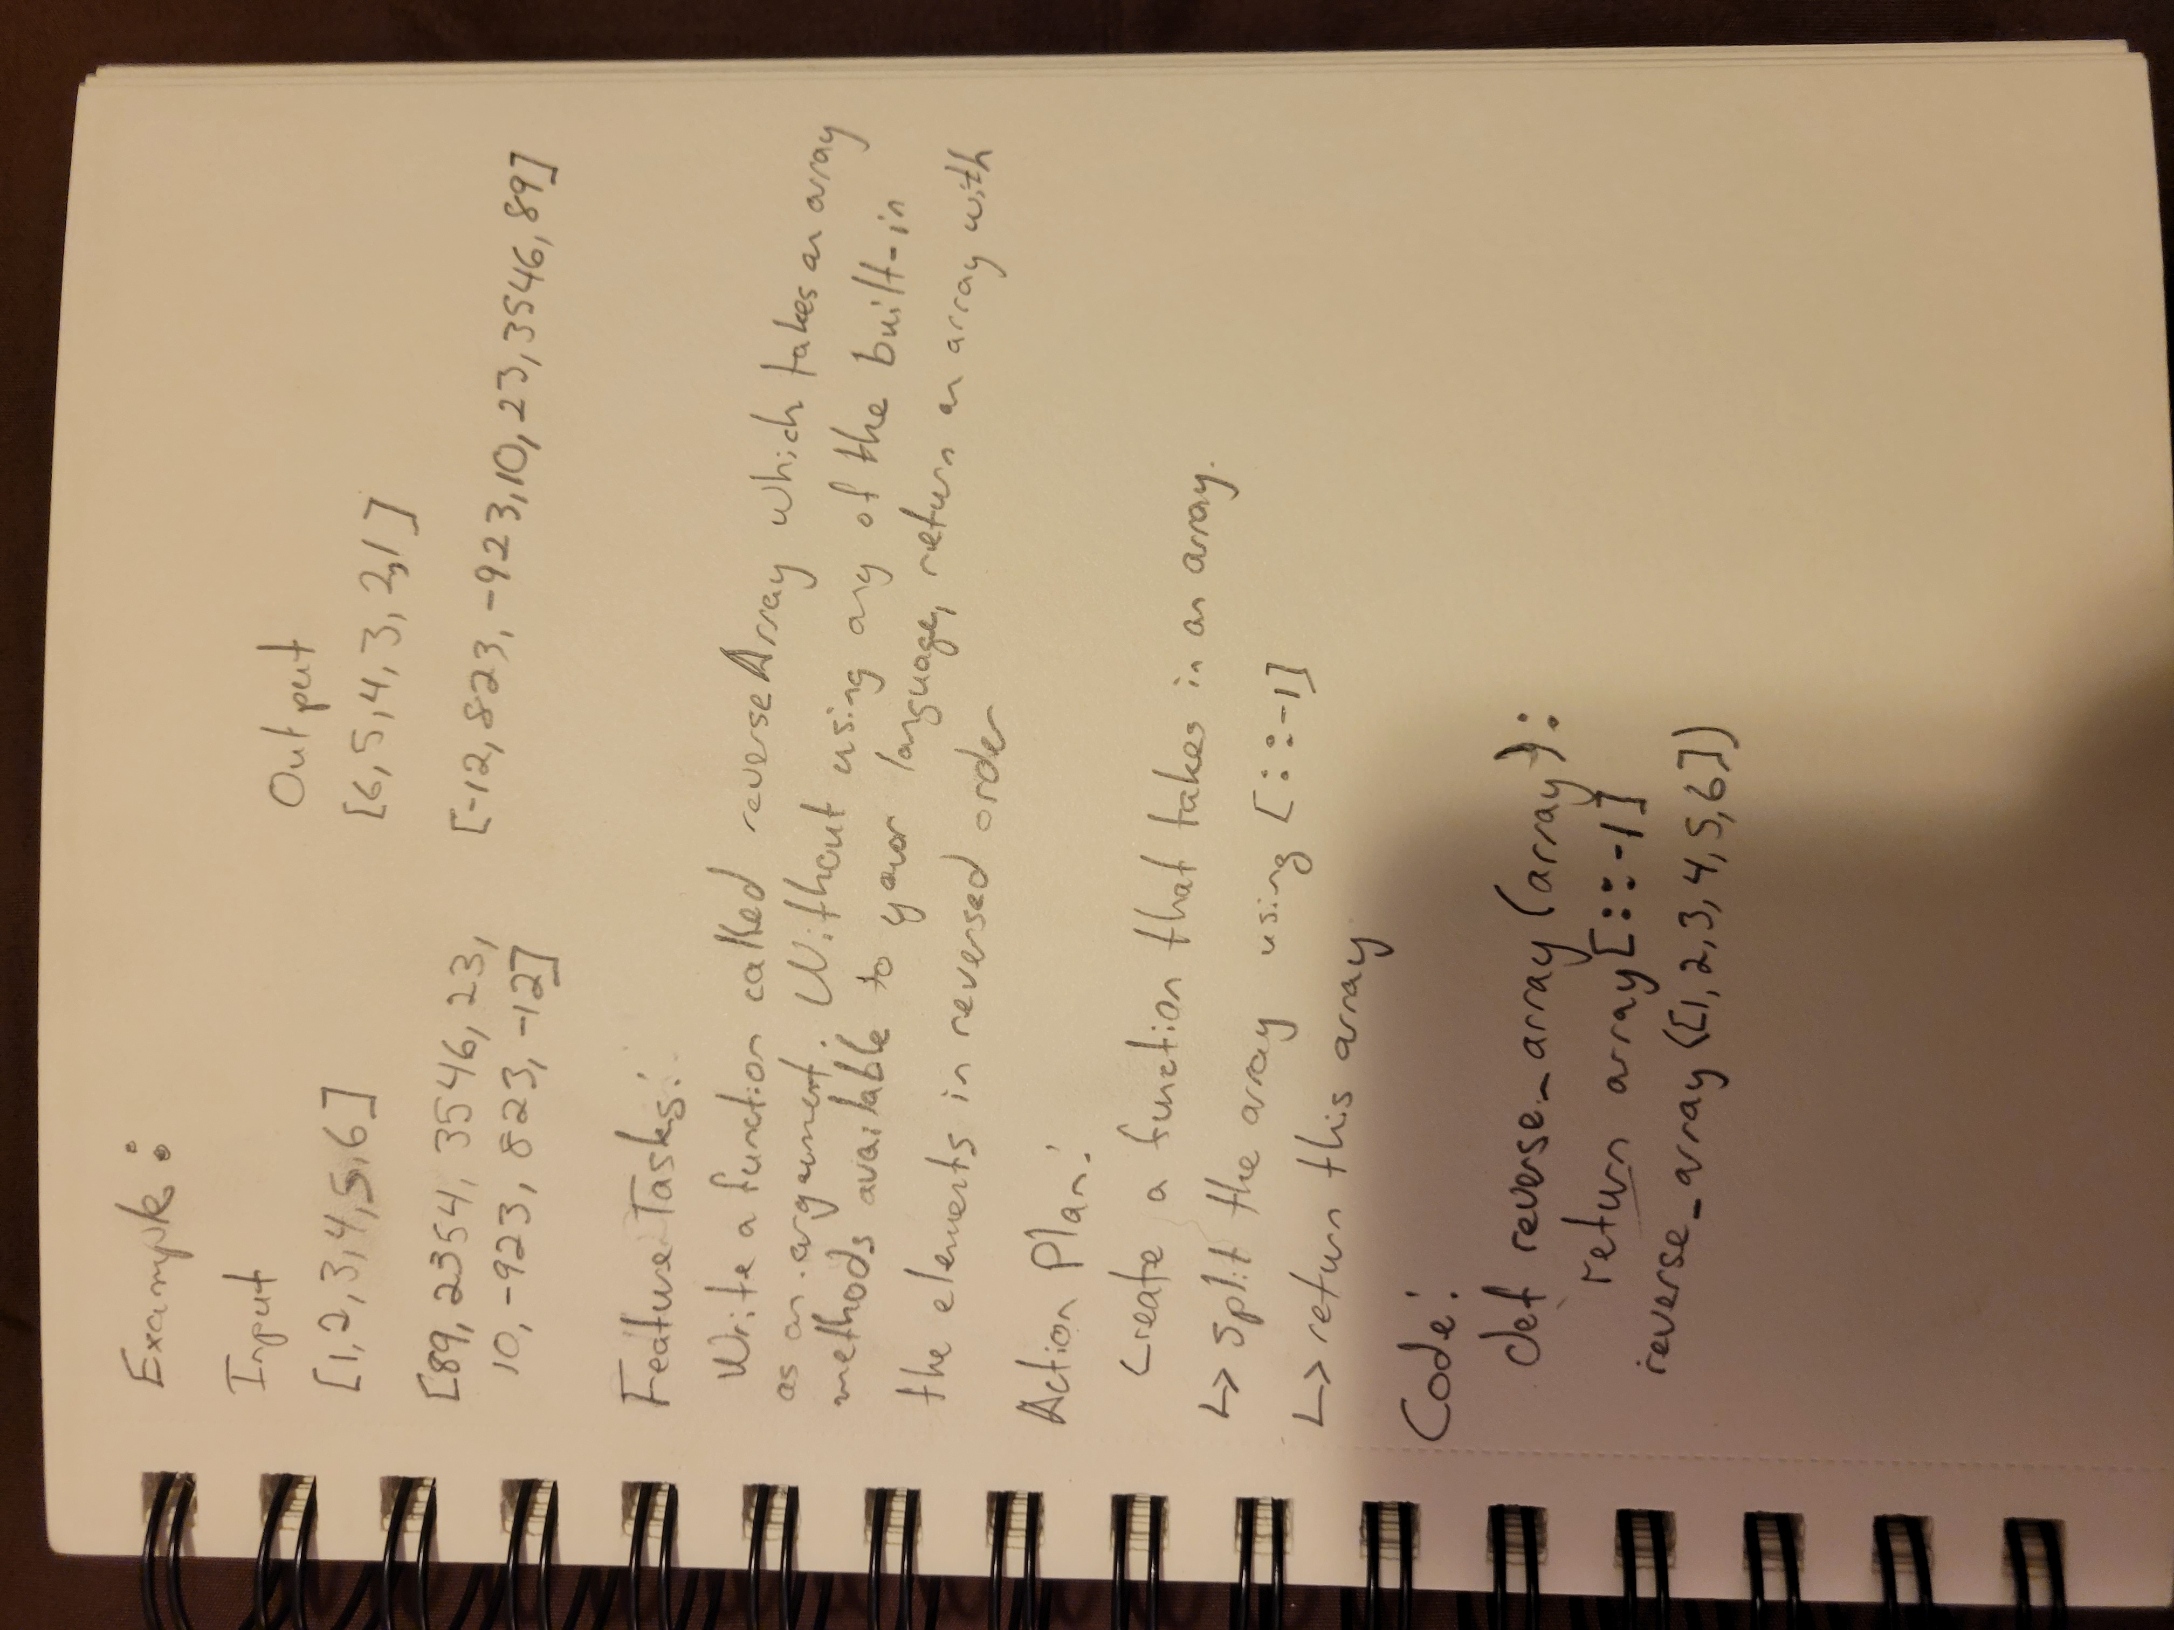 Example:
Input
Output
[1,2,3,4,5,6]
[6,5,4,3,2,1]
[89, 2354, 3546, 23,
10, -923, 823, -12]
[-12, 823, -923, 10, 23, 3546, 89]
Feature Tasks:
Write a function called reverseArray which takes an array
as an argument. Without using any of the built-in
methods available to your language, return an array with
the elements in reversed order
Action Plan:
Create a function that takes in an array.
↳ split the array using [::-1]
↳ return this array
Code:
def reverse_array(array):
return array[::-1]
reverse_array([1,2,3,4,5,6])